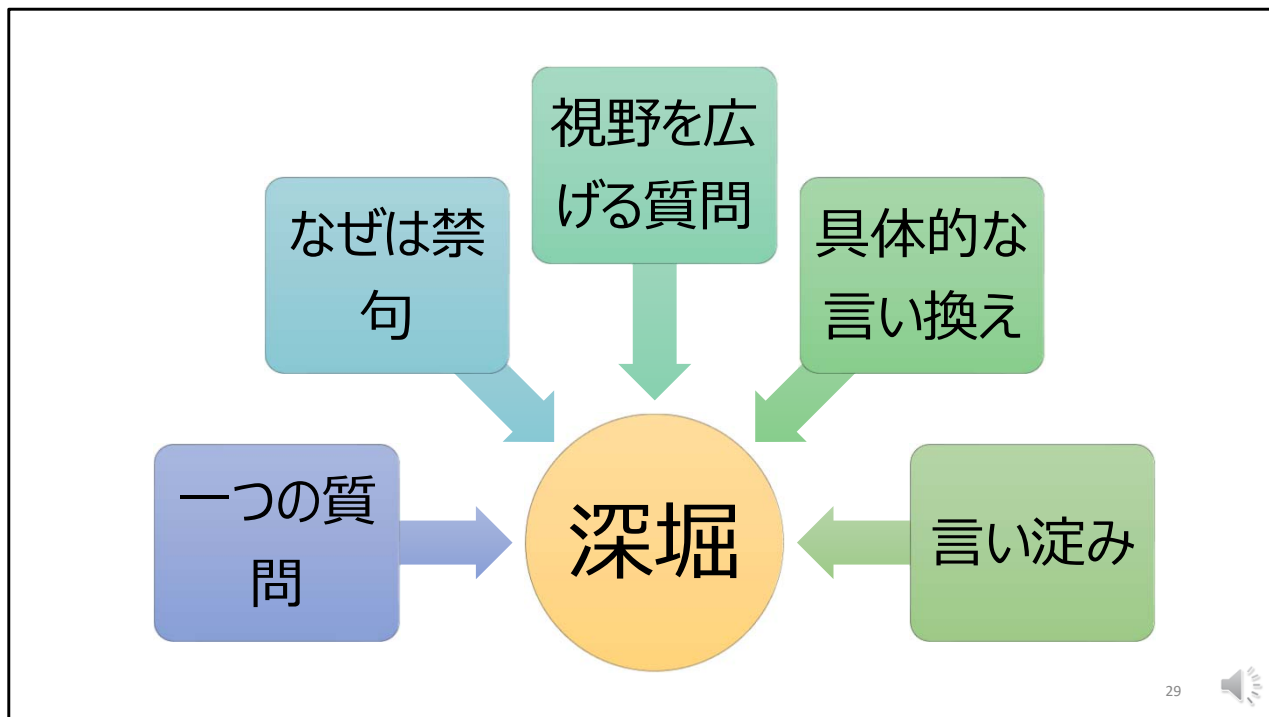 視野を広
げる質問
なぜは禁
句
具体的な
言い換え
一つの質
問
深堀
言い淀み
29